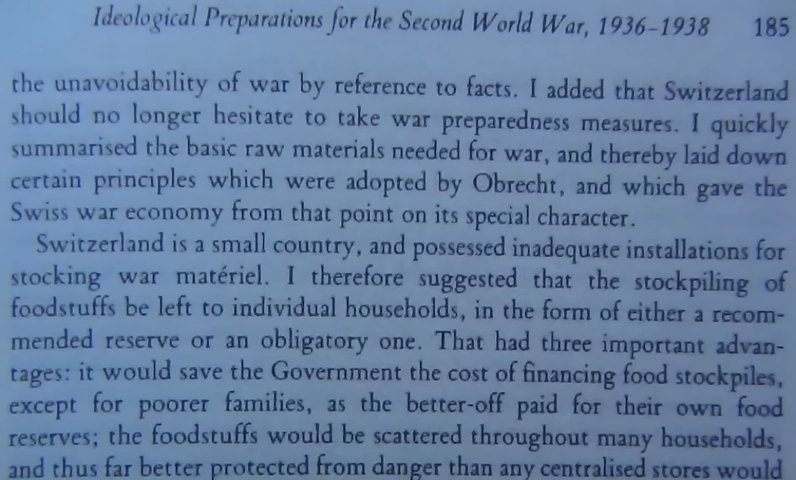 Ideological Preparations for the Second World War, 1936–1938 185
the unavoidability of war by reference to facts. I added that Switzerland
should no longer hesitate to take war preparedness measures. I quickly
summarised the basic raw materials needed for war, and thereby laid down
certain principles which were adopted by Obrecht, and which gave the
Swiss war economy from that point on its special character.
Switzerland is a small country, and possessed inadequate installations for
stocking war matériel. I therefore suggested that the stockpiling of
foodstuffs be left to individual households, in the form of either a recom-
mended reserve or an obligatory one. That had three important advan-
tages: it would save the Government the cost of financing food stockpiles,
except for poorer families, as the better-off paid for their own food
reserves; the foodstuffs would be scattered throughout many households,
and thus far better protected from danger than any centralised stores would